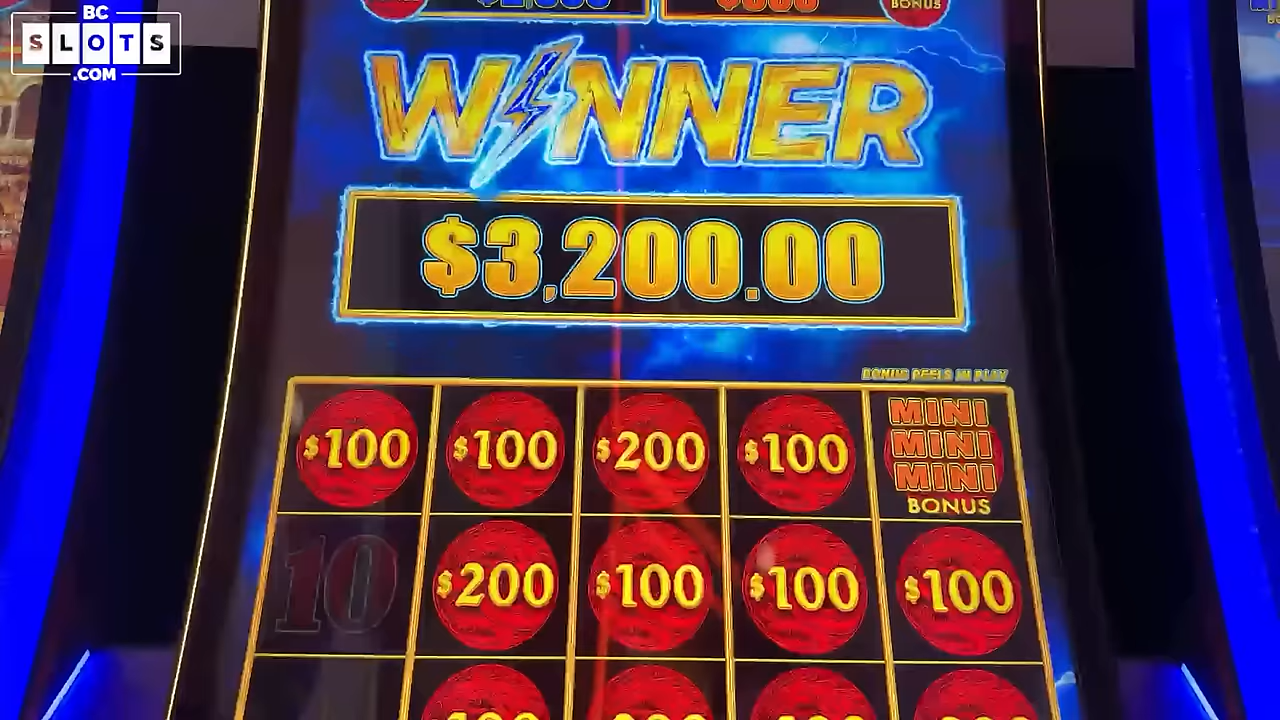 BC
SLOTS
.COM
BONUS
WINNER
$3,200.00
BONUS REELS IN PLAY
$100 $100 $200 $100 MINI
MINI
MINI
BONUS
10 $200 $100 $100 $100